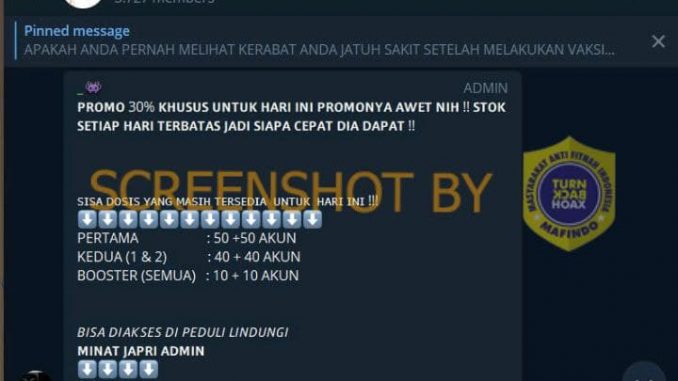 3.727 members
Pinned message
APAKAH ANDA PERNAH MELIHAT KERABAT ANDA JATUH SAKIT SETELAH MELAKUKAN VAKSI...
ADMIN
PROMO 30% KHUSUS UNTUK HARI INI PROMONYA AWET NIH !! STOK
SETIAP HARI TERBATAS JADI SIAPA CEPAT DIA DAPAT !!
SCREENSHOT BY
MASYARAKAT ANTI FITNAH INDONESIA
TURN
BACK
HOAX
MAFINDO
SISA DOSIS YANG MASIH TERSEDIA UNTUK HARI INI !!!
PERTAMA : 50 +50 AKUN
KEDUA (1 & 2) : 40 + 40 AKUN
BOOSTER (SEMUA) : 10 + 10 AKUN
BISA DIAKSES DI PEDULI LINDUNGI
MINAT JAPRI ADMIN